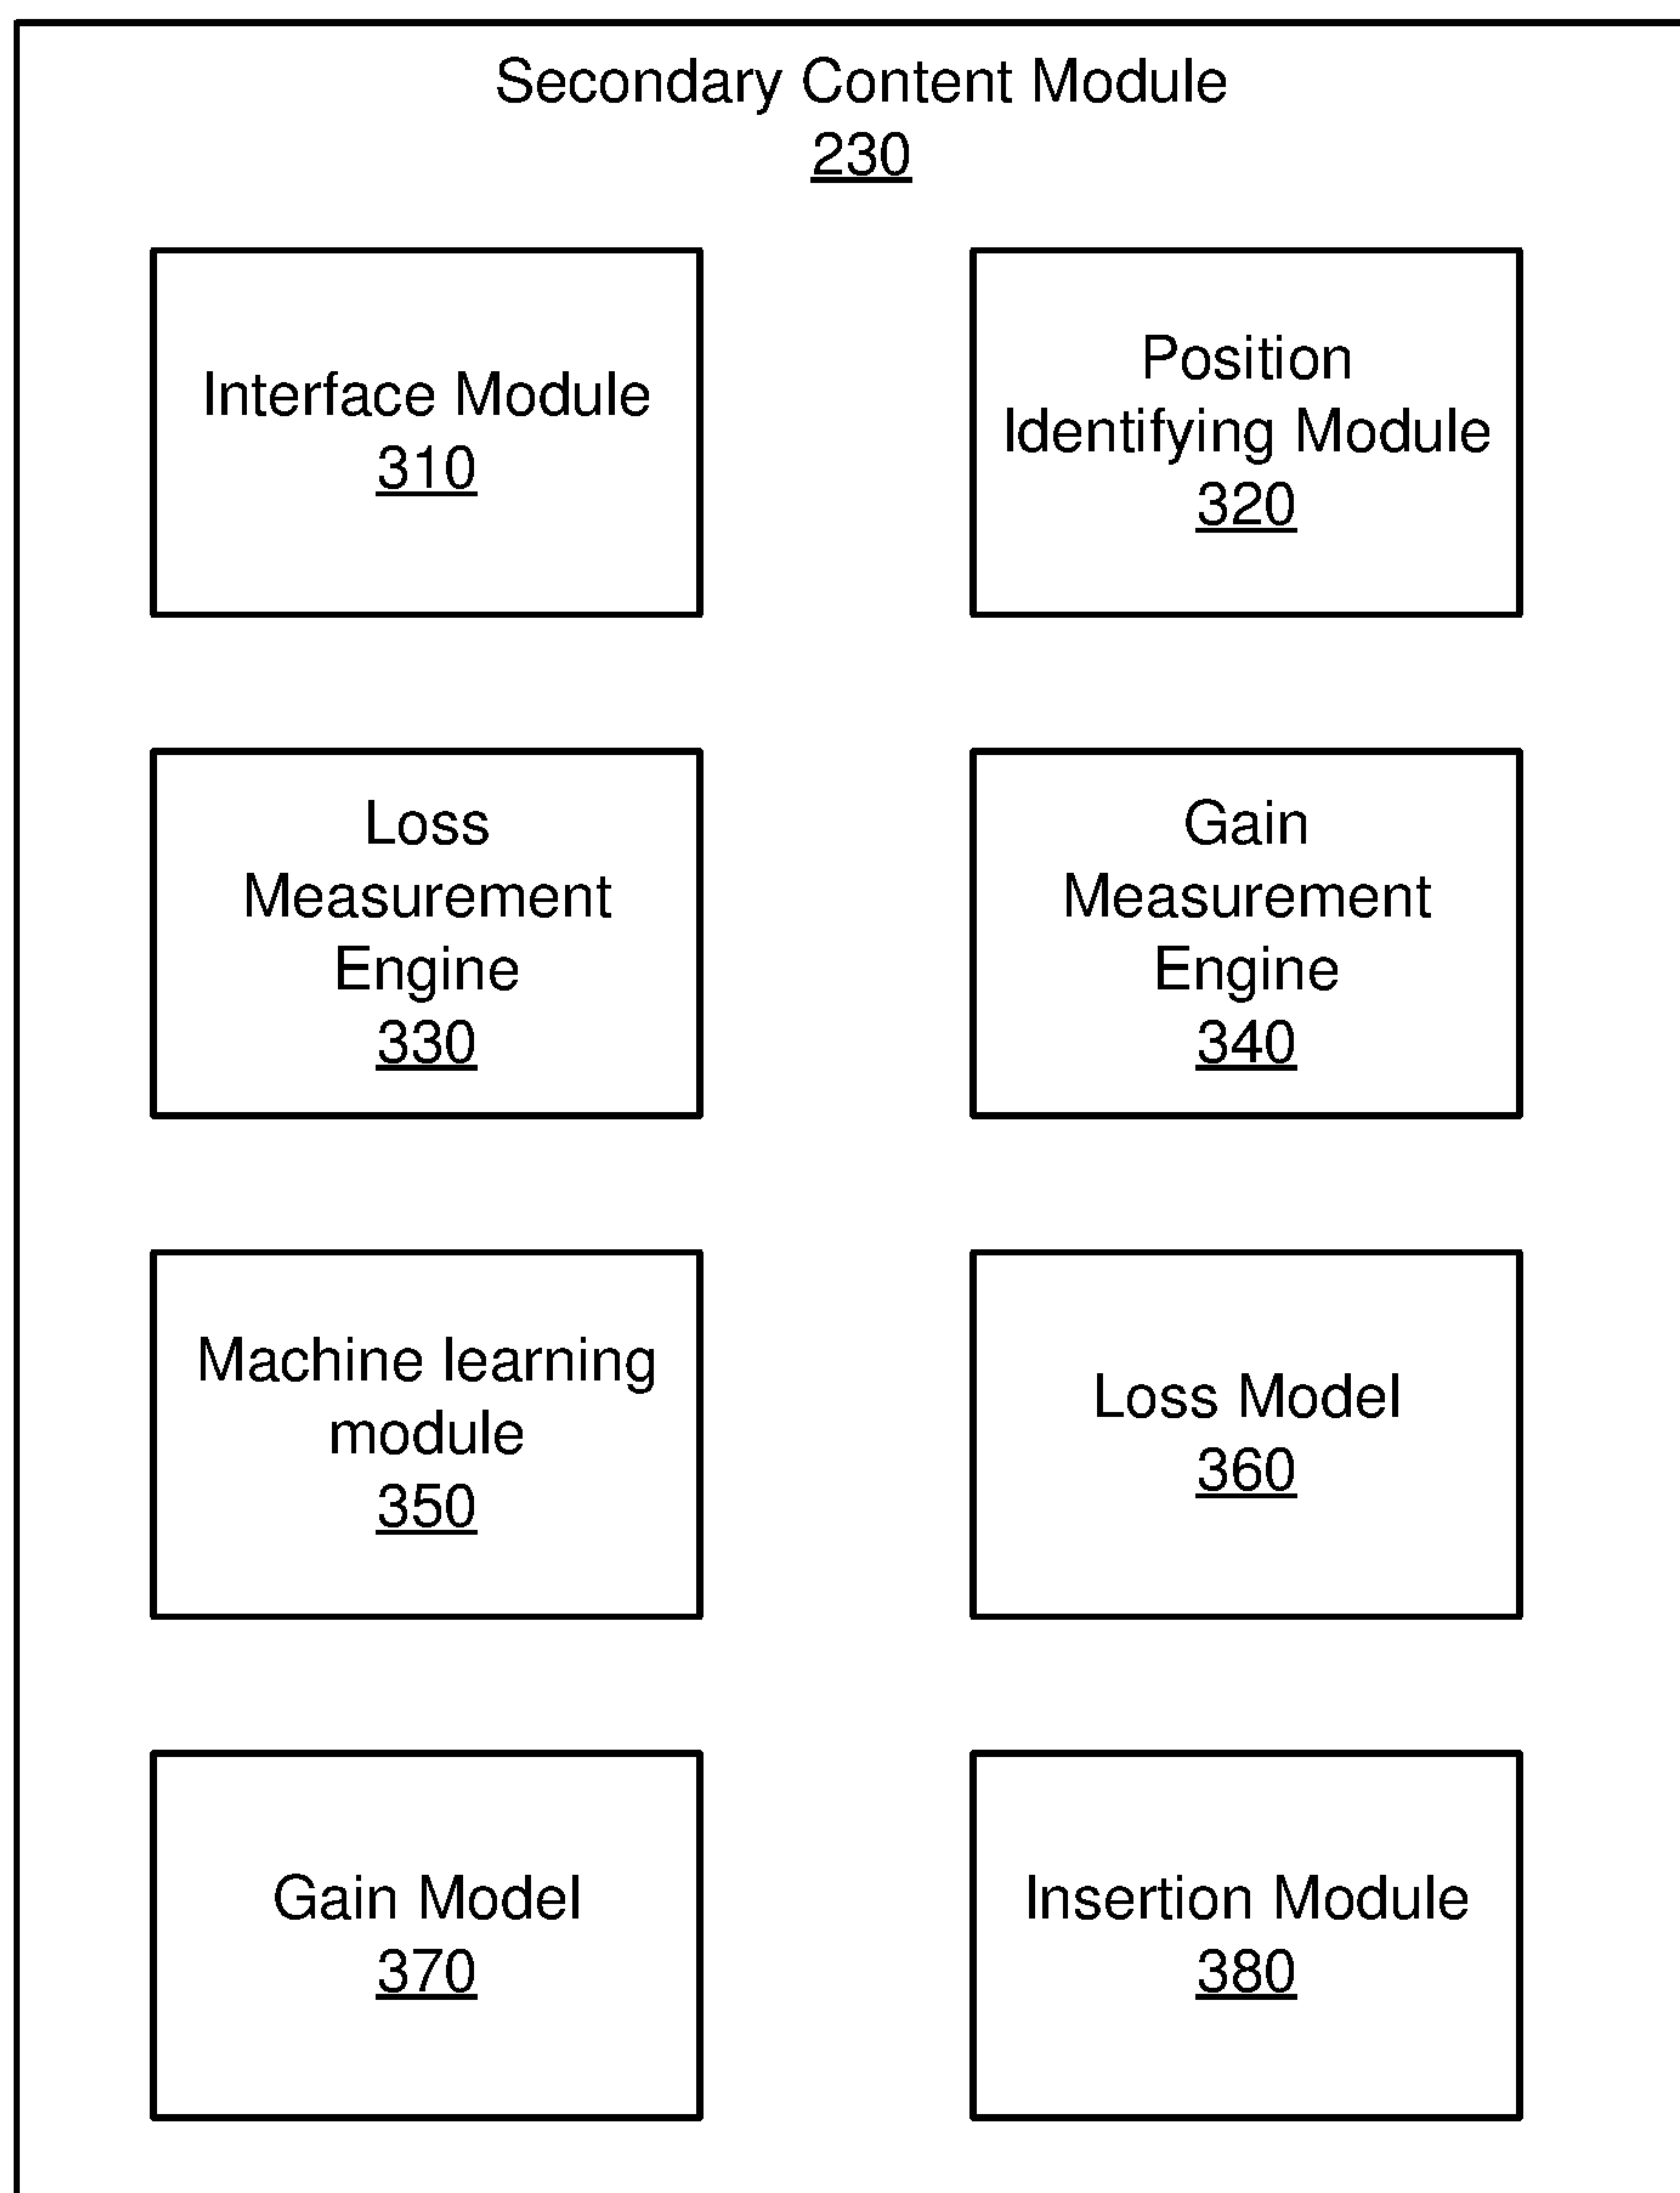 Secondary Content Module
230
Interface Module
310
Position
Identifying Module
320
Loss
Measurement
Engine
330
Gain
Measurement
Engine
340
Machine learning
module
350
Loss Model
360
Gain Model
370
Insertion Module
380